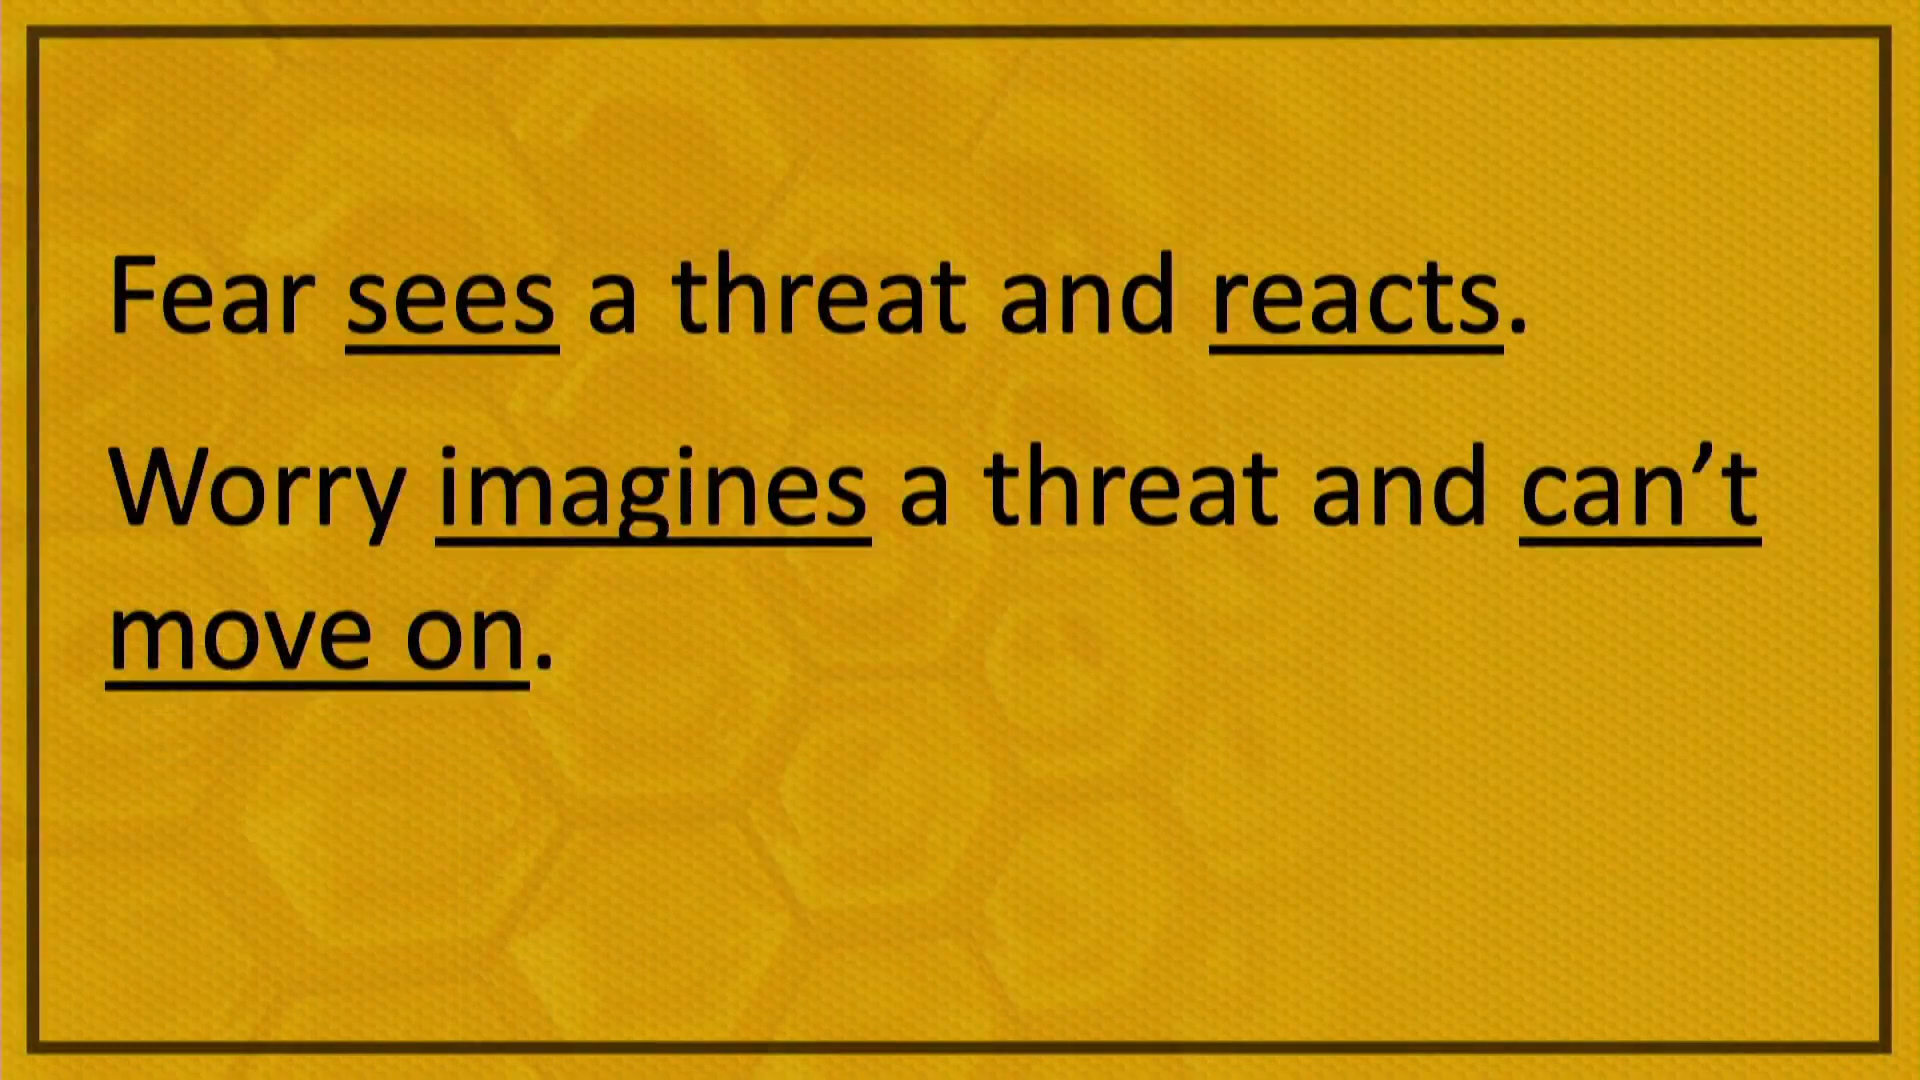 Fear sees a threat and reacts.
Worry imagines a threat and can’t
move on.